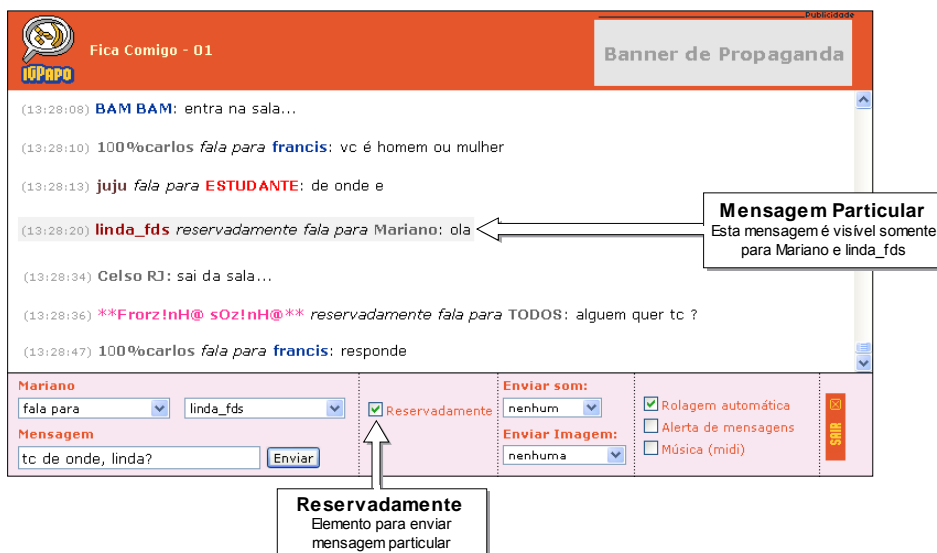 Publicidade
Fica Comigo - 01
Banner de Propaganda
iGPAPO
(13:28:08) BAM BAM: entra na sala...
(13:28:10) 100%carlos fala para francis: vc é homem ou mulher
(13:28:13) juju fala para ESTUDANTE: de onde e
(13:28:20) linda_fds reservadamente fala para Mariano: ola
Mensagem Particular
Esta mensagem é visível somente
para Mariano e linda_fds
(13:28:34) Celso RJ: sai da sala...
(13:28:36) **Frorz!nH@ sOz!nH@** reservadamente fala para TODOS: alguem quer tc ?
(13:28:47) 100%carlos fala para francis: responde
Mariano
fala para
linda_fds
Reservadamente
Mensagem
tc de onde, linda?
Enviar
Enviar som:
nenhum
Enviar Imagem:
nenhuma
Rolagem automática
Alerta de mensagens
Música (midi)
SAIR
Reservadamente
Elemento para enviar
mensagem particular